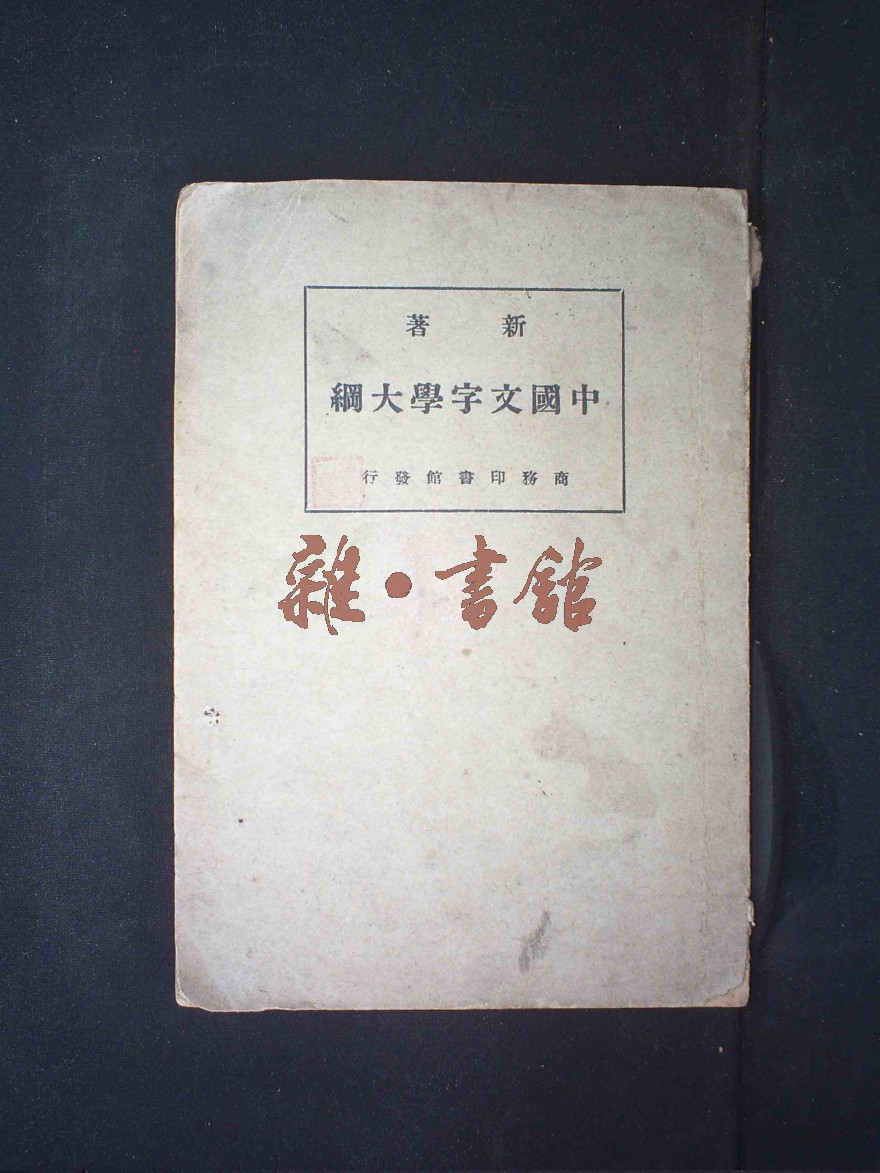 新著
中國文字學大綱
商務印書館發行
雜•書館